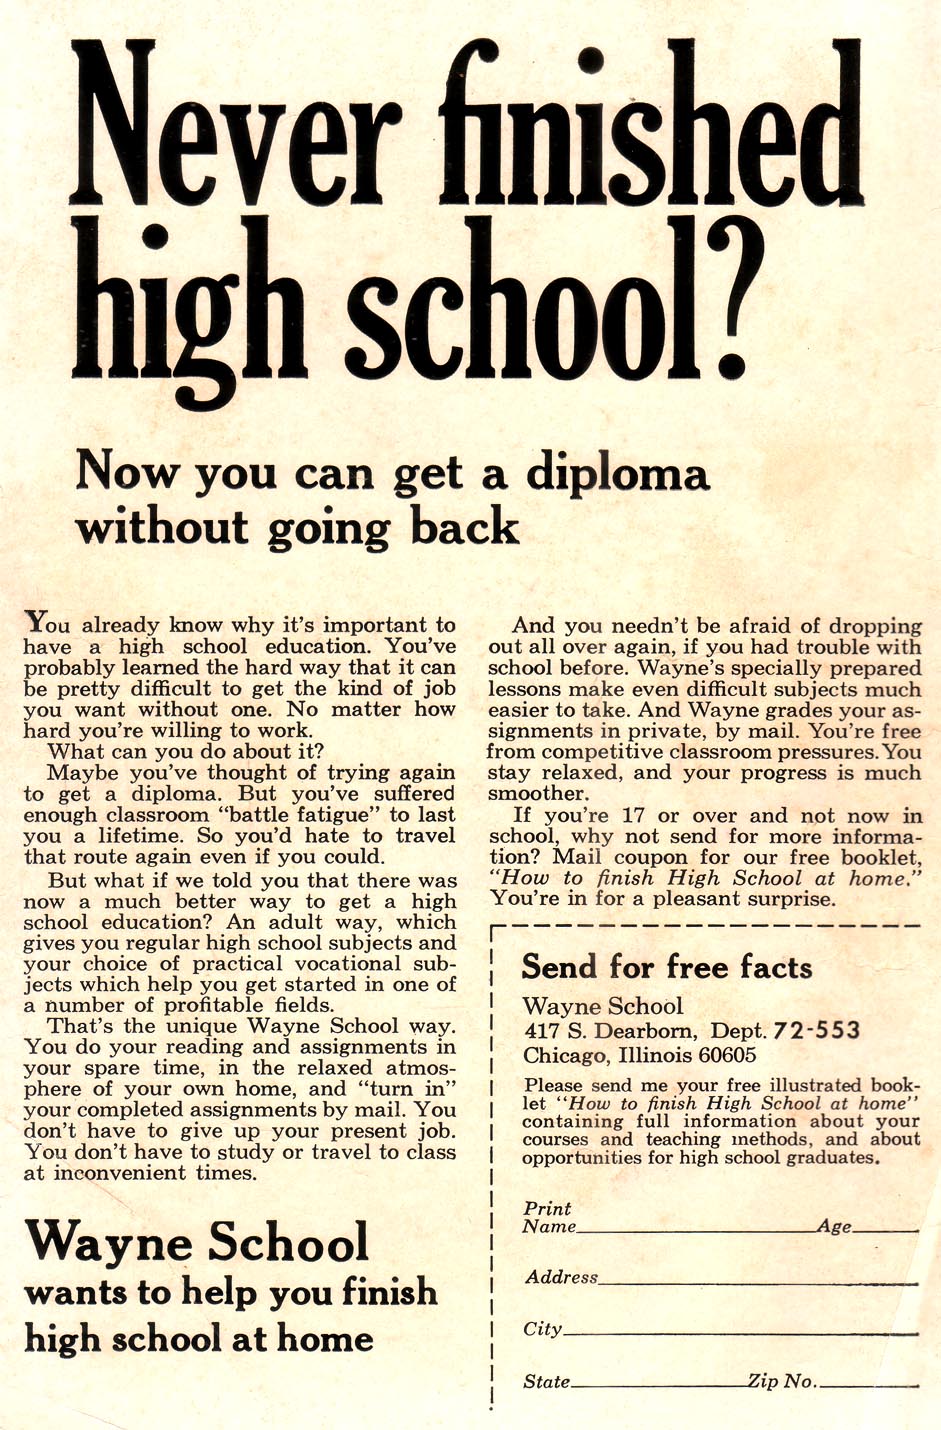 Never finished
high school?
Now you can get a diploma
without going back
You already know why it's important to
have a high school education. You've
probably learned the hard way that it can
be pretty difficult to get the kind of job
you want without one. No matter how
hard you're willing to work.
What can you do about it?
Maybe you've thought of trying again
to get a diploma. But you've suffered
enough classroom "battle fatigue" to last
you a lifetime. So you'd hate to travel
that route again even if you could.
But what if we told you that there was
now a much better way to get a high
school education? An adult way, which
gives you regular high school subjects and
your choice of practical vocational sub-
jects which help you get started in one of
a number of profitable fields.
That's the unique Wayne School way.
You do your reading and assignments in
your spare time, in the relaxed atmos-
phere of your own home, and "turn in"
your completed assignments by mail. You
don't have to give up your present job.
You don't have to study or travel to class
at inconvenient times.
Wayne School
wants to help you finish
high school at home
And you needn't be afraid of dropping
out all over again, if you had trouble with
school before. Wayne's specially prepared
lessons make even difficult subjects much
easier to take. And Wayne grades your as-
signments in private, by mail. You're free
from competitive classroom pressures. You
stay relaxed, and your progress is much
smoother.
If you're 17 or over and not now in
school, why not send for more informa-
tion? Mail coupon for our free booklet,
"How to finish High School at home."
You're in for a pleasant surprise.
Send for free facts
Wayne School
417 S. Dearborn, Dept. 72-553
Chicago, Illinois 60605
Please send me your free illustrated book-
let "How to finish High School at home"
containing full information about your
courses and teaching methods, and about
opportunities for high school graduates.
Print
Name Age
Address
City
State Zip No.